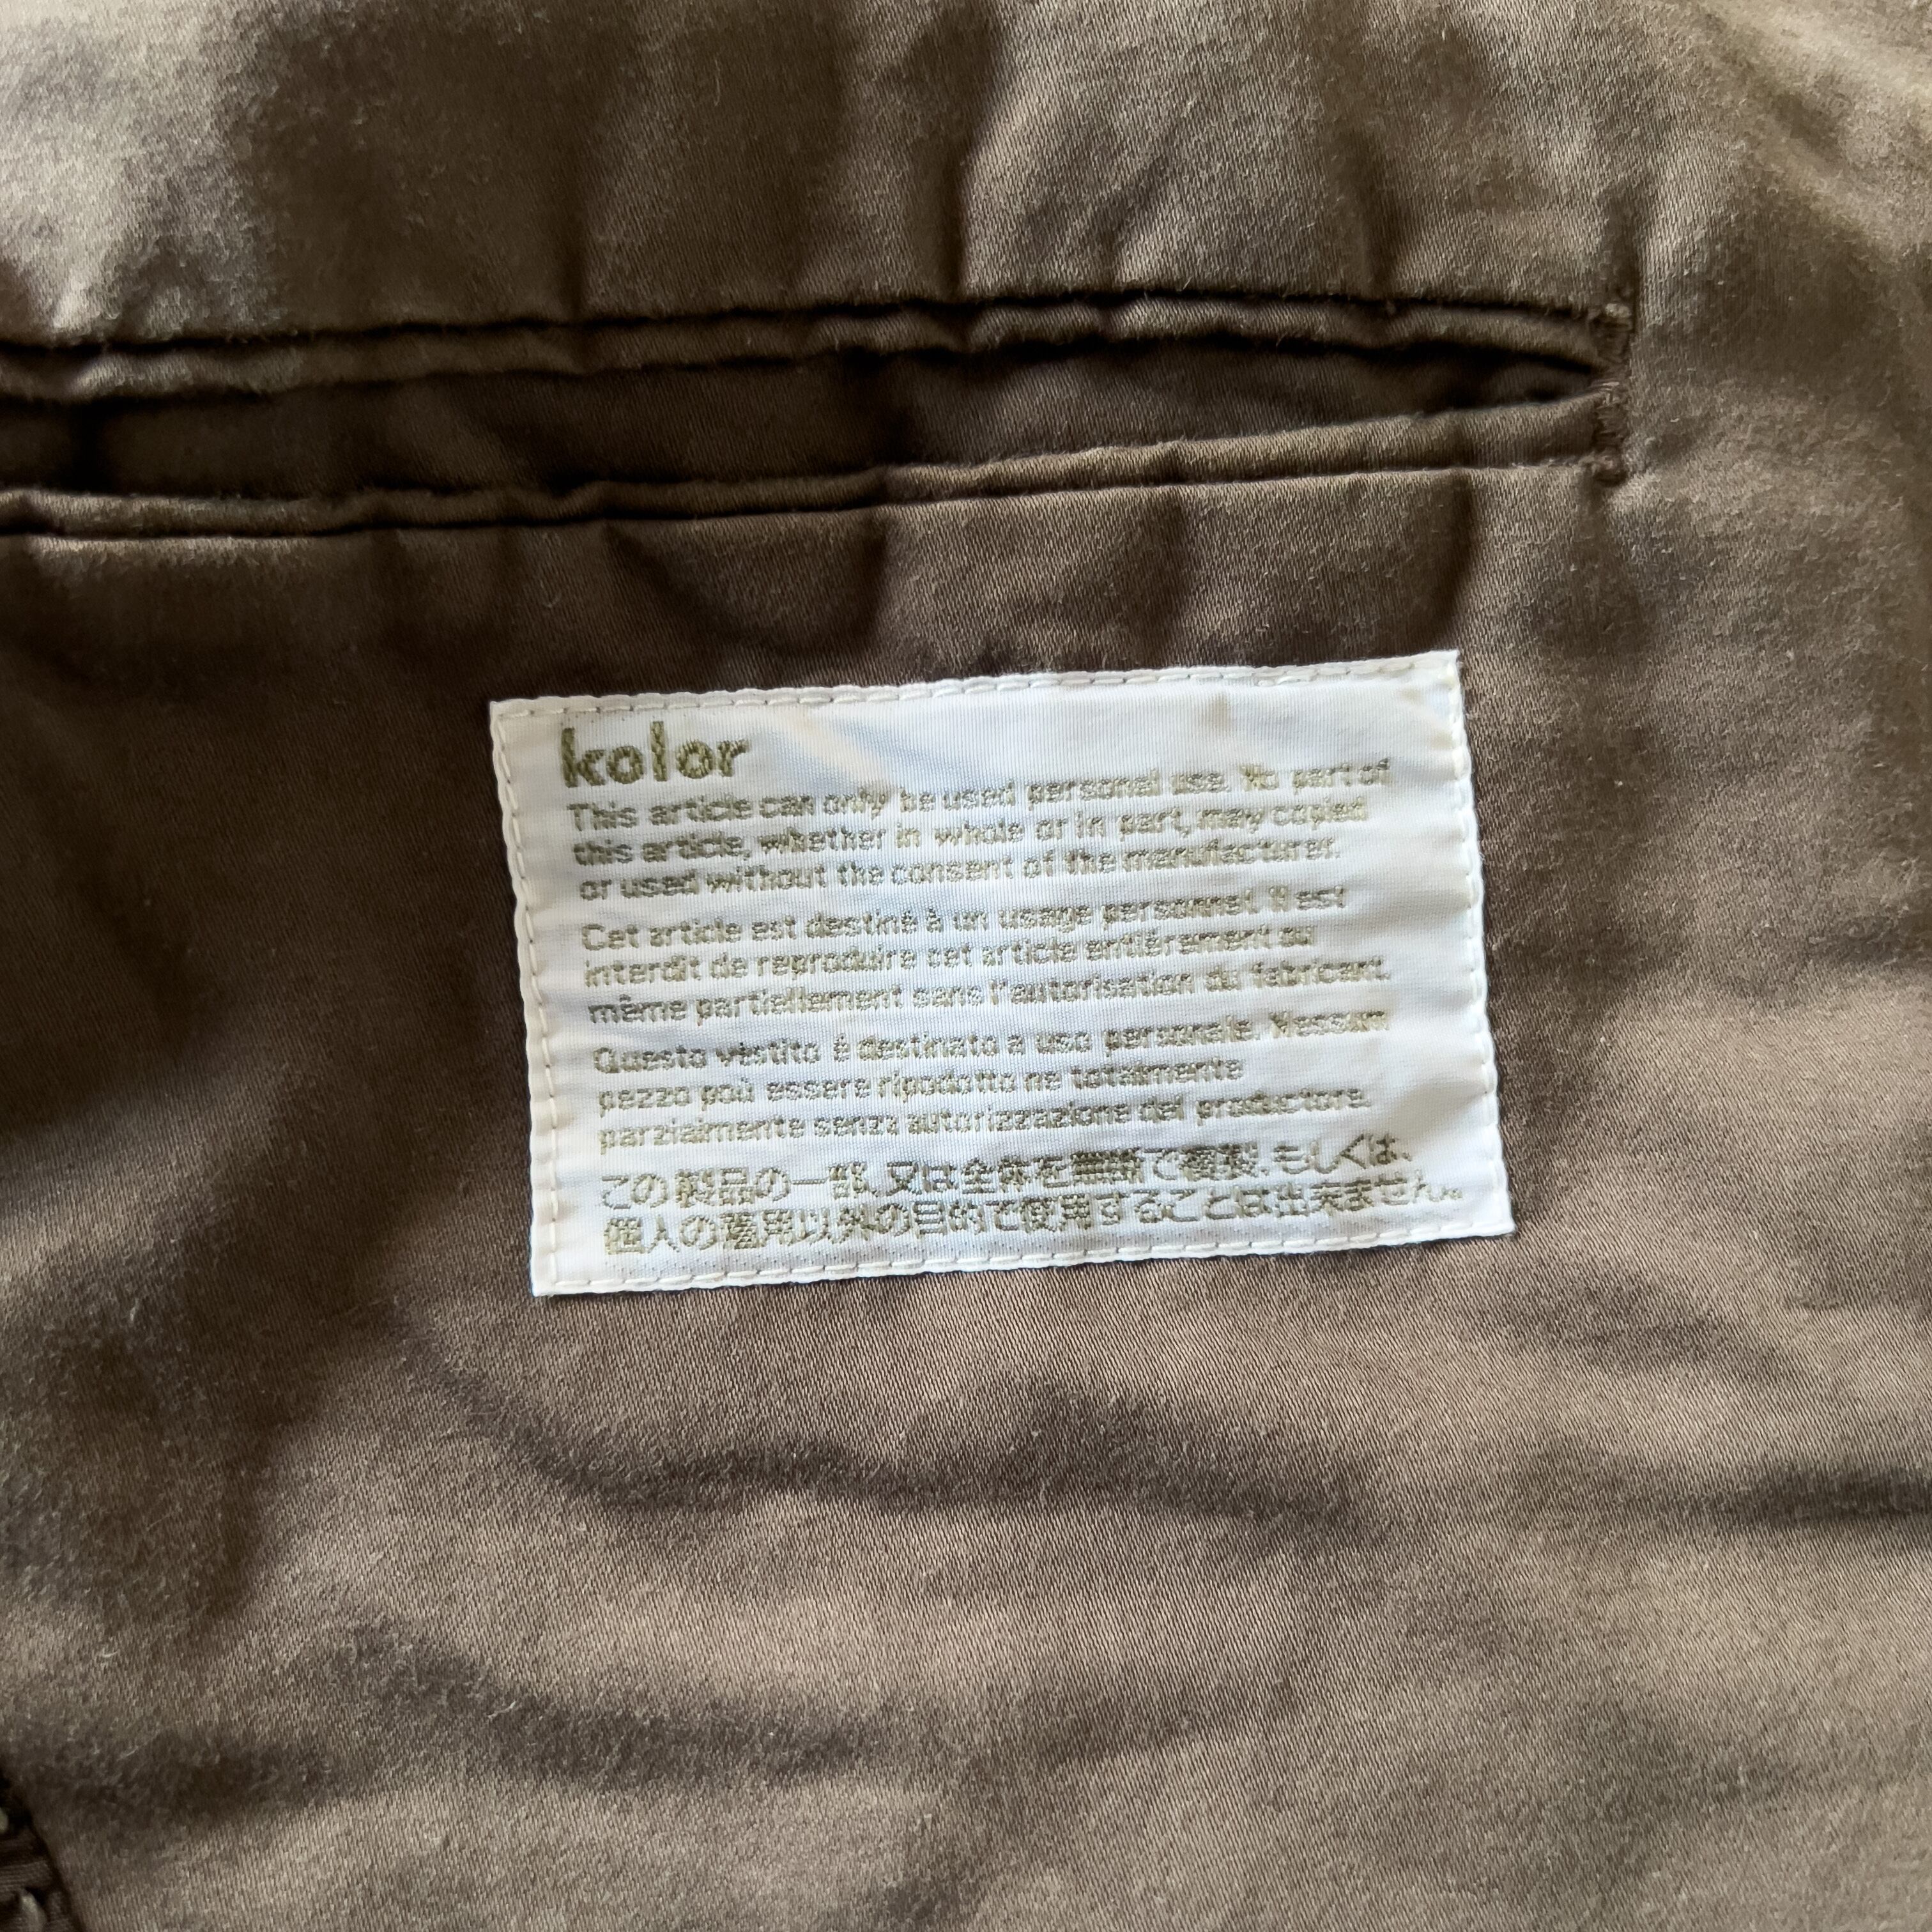 kolor
This article can only be used personal use. No part of
this article, whether in whole or in part, may copied
or used without the consent of the manufacturer.
Cet article est destiné à un usage personnel. Il est
interdit de reproduire cet article entiérement ou
même partiellement sans l'autorisation du fabricant.
Questo vestito é destinato a uso personale. Nessun
pezzo poù essere ripodotto ne totalmente
parzialmente senza autorizzazione del productore.
この製品の一部、又は全体を無断で複製、もしくは、
個人の着用以外の目的で使用することは出来ません。